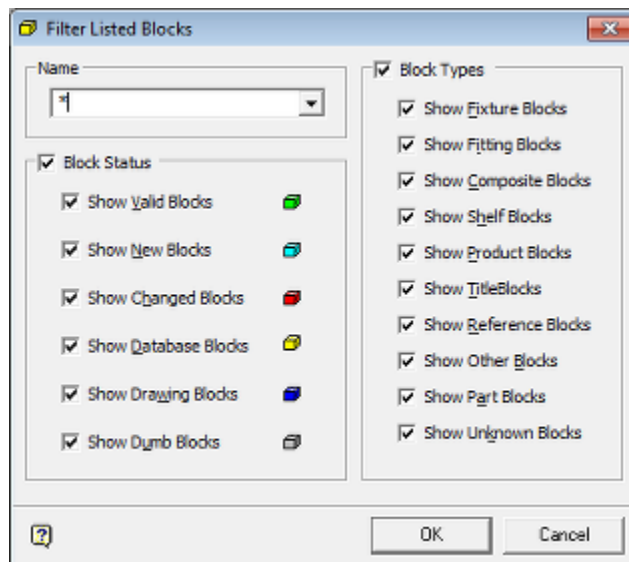 Filter Listed Blocks
Name
*
Block Status
Show Valid Blocks
Show New Blocks
Show Changed Blocks
Show Database Blocks
Show Drawing Blocks
Show Dumb Blocks
Block Types
Show Fixture Blocks
Show Fitting Blocks
Show Composite Blocks
Show Shelf Blocks
Show Product Blocks
Show TitleBlocks
Show Reference Blocks
Show Other Blocks
Show Part Blocks
Show Unknown Blocks
?
OK
Cancel